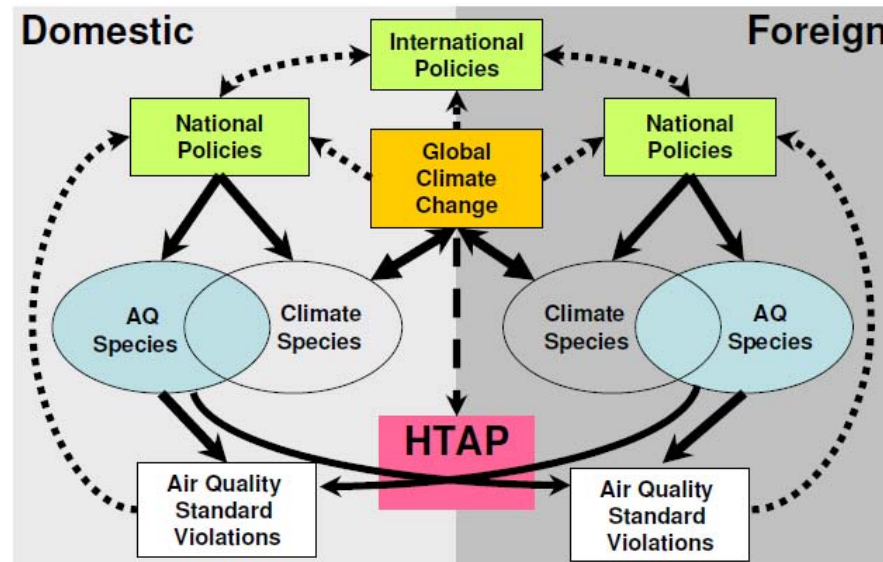 Domestic
Foreign
International
Policies
National
Policies
Global
Climate
Change
National
Policies
AQ
Species
Climate
Species
Climate
Species
AQ
Species
HTAP
Air Quality
Standard
Violations
Air Quality
Standard
Violations